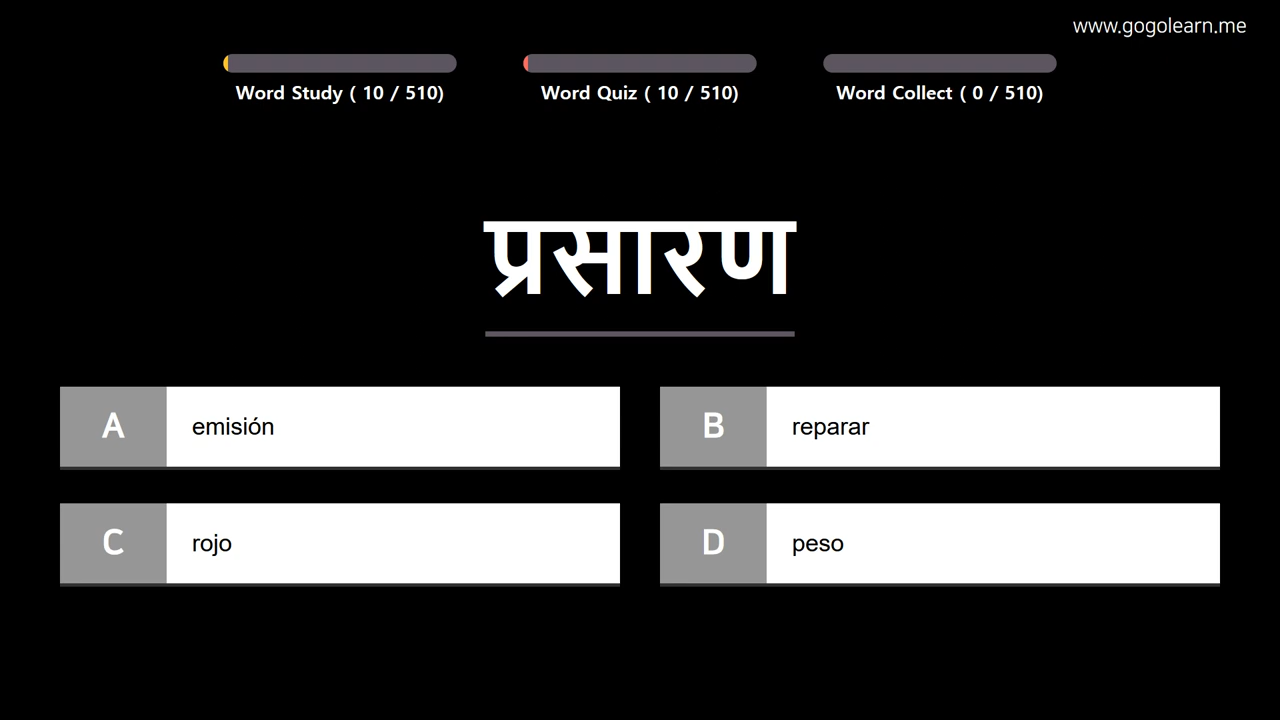 www.gogolearn.me
Word Study ( 10 / 510)
Word Quiz ( 10 / 510)
Word Collect ( 0 / 510)
प्रसारण
A emisión
B reparar
C rojo
D peso